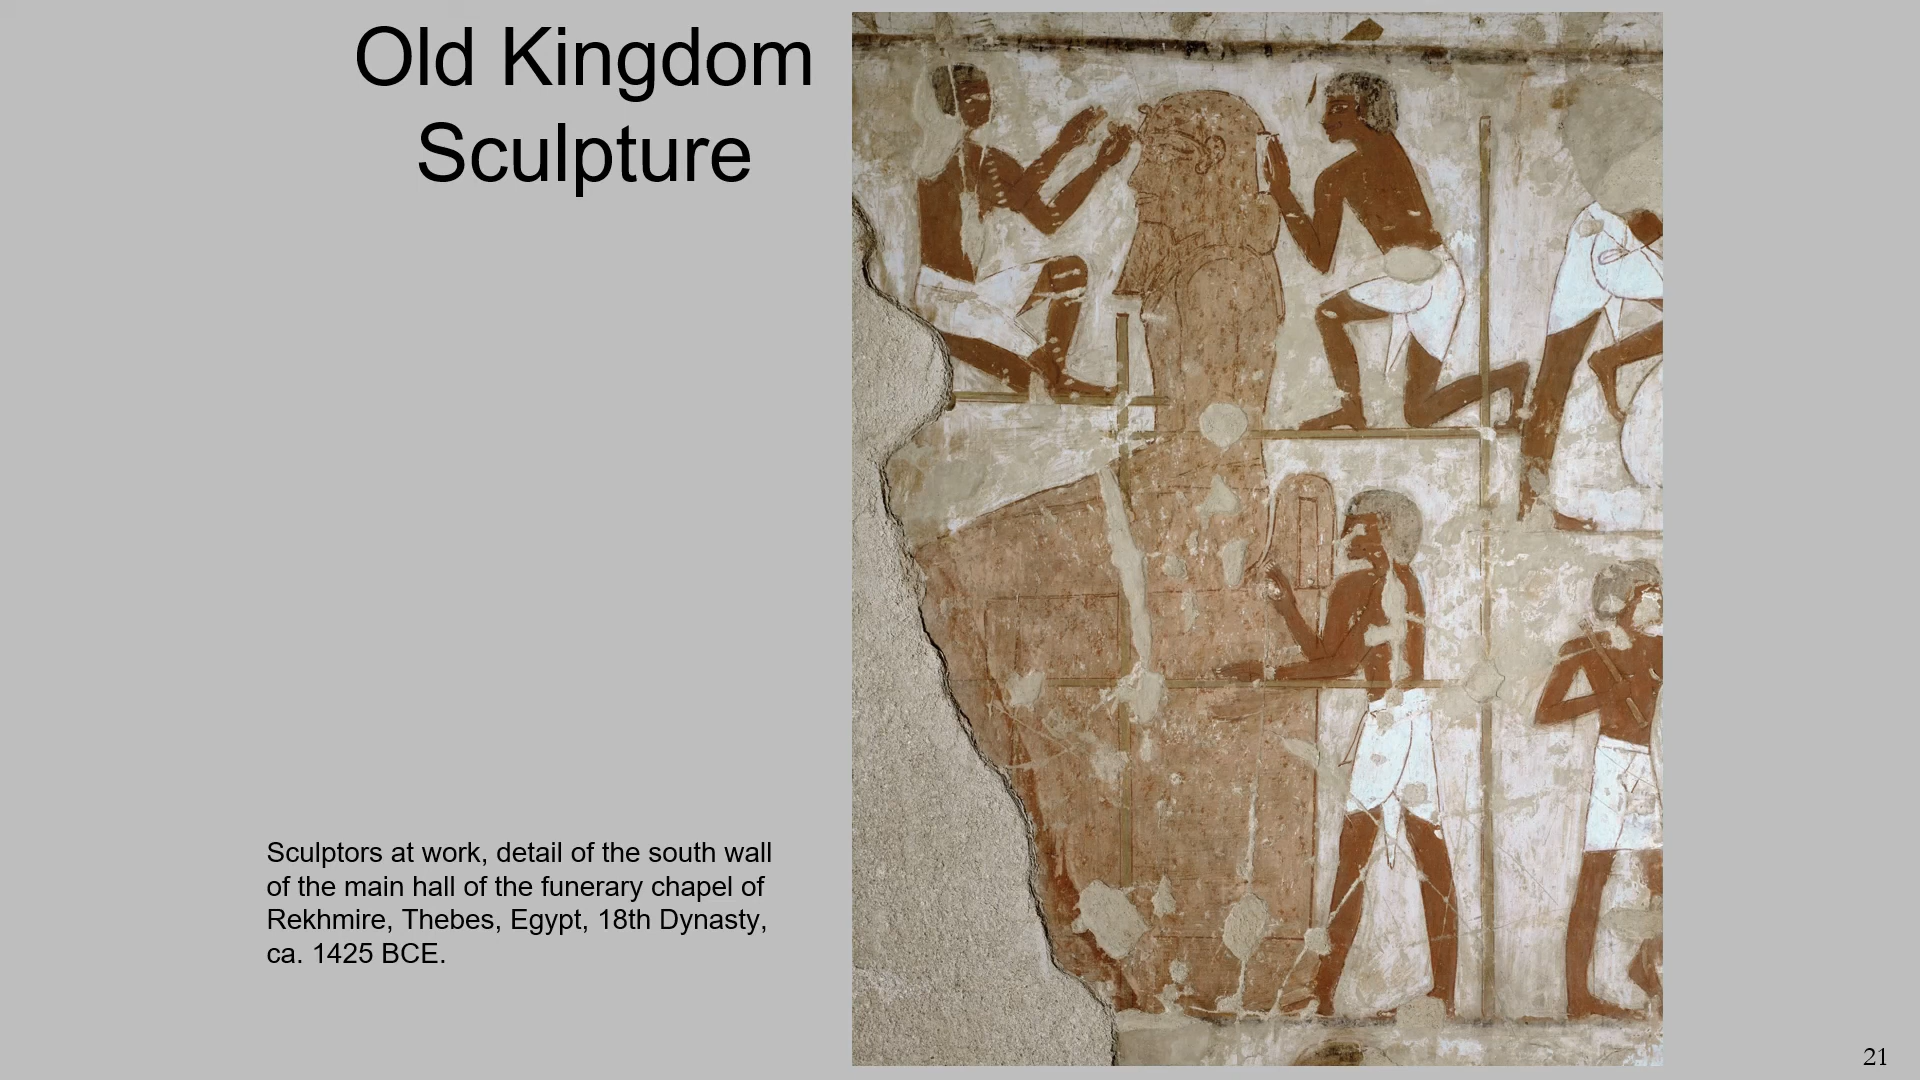 Old Kingdom
Sculpture
Sculptors at work, detail of the south wall
of the main hall of the funerary chapel of
Rekhmire, Thebes, Egypt, 18th Dynasty,
ca. 1425 BCE.
21